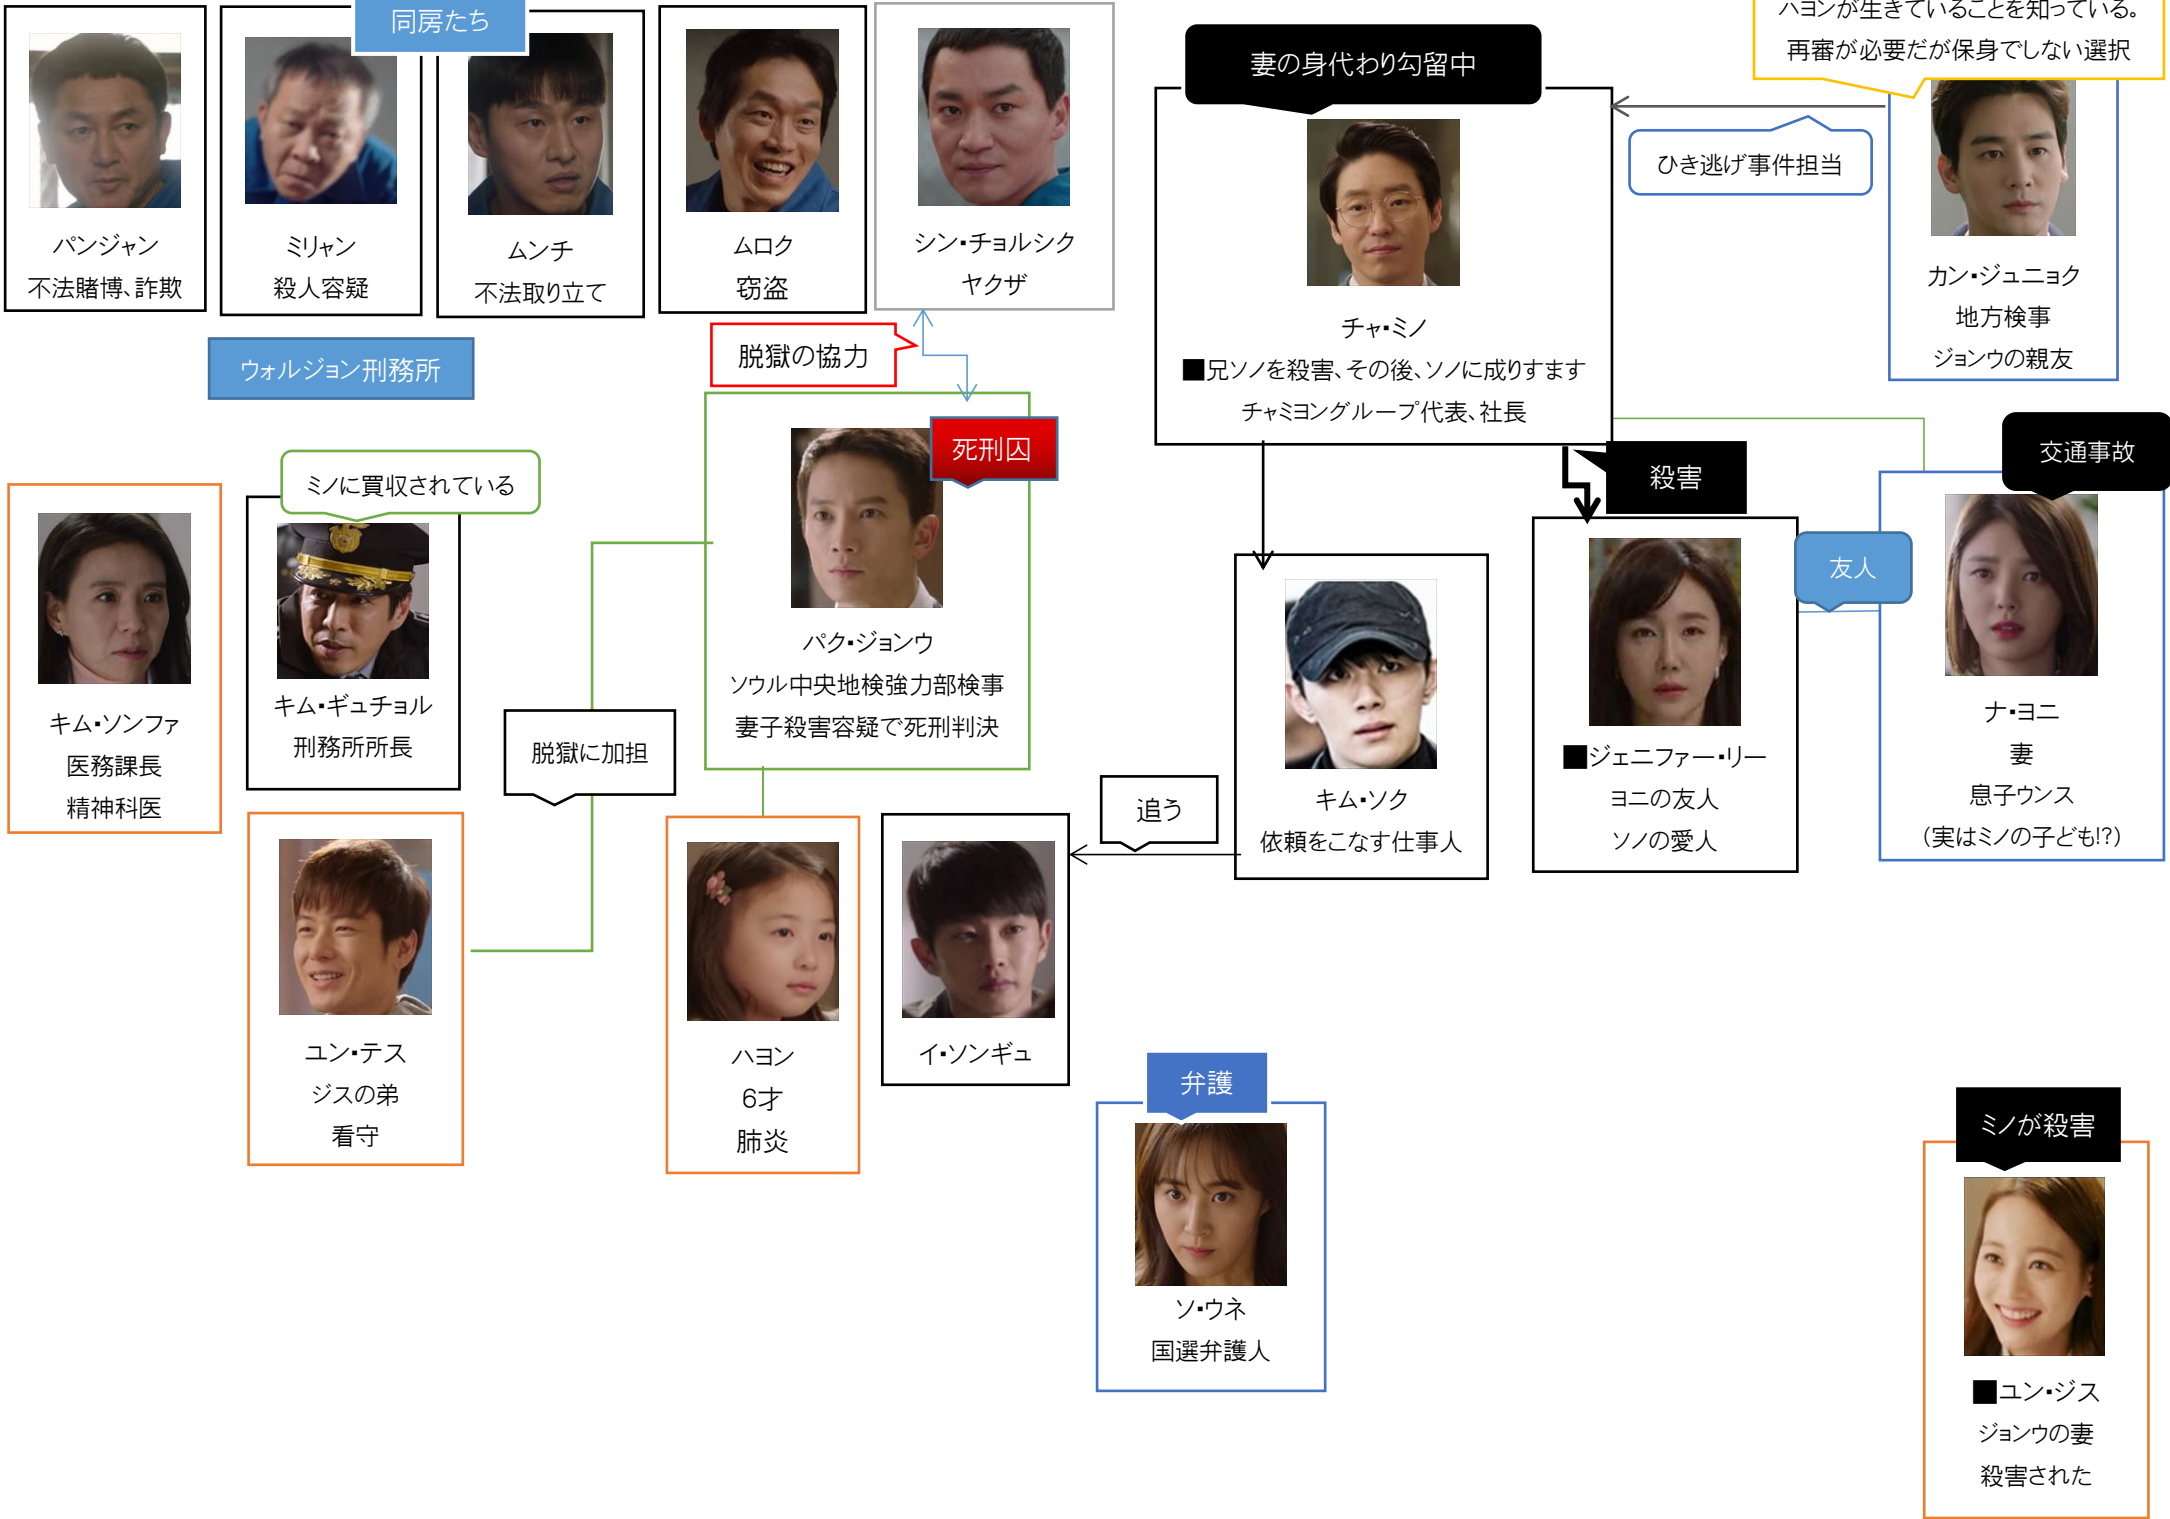 同房たち
パンジャン
不法賭博、詐欺
ミリャン
殺人容疑
ムンチ
不法取り立て
ムロク
窃盗
シン・チョルシク
ヤクザ
妻の身代わり勾留中
チャ・ミノ
■兄ソノを殺害、その後、ソノに成りすます
チャミョングループ代表、社長
ハヨンが生きていることを知っている。
再審が必要だが保身でしない選択
ひき逃げ事件担当
カン・ジュニョク
地方検事
ジョンウの親友
ウォルジョン刑務所
脱獄の協力
死刑囚
パク・ジョンウ
ソウル中央地検強力部検事
妻子殺害容疑で死刑判決
ミノに買収されている
キム・ソンファ
医務課長
精神科医
キム・ギュチョル
刑務所所長
脱獄に加担
殺害
交通事故
友人
キム・ソク
依頼をこなす仕事人
■ジェニファー・リー
ヨニの友人
ソノの愛人
ナ・ヨニ
妻
息子ウンス
(実はミノの子ども!?)
追う
ユン・テス
ジスの弟
看守
ハヨン
6才
肺炎
イ・ソンギュ
弁護
ソ・ウネ
国選弁護人
ミノが殺害
■ユン・ジス
ジョンウの妻
殺害された